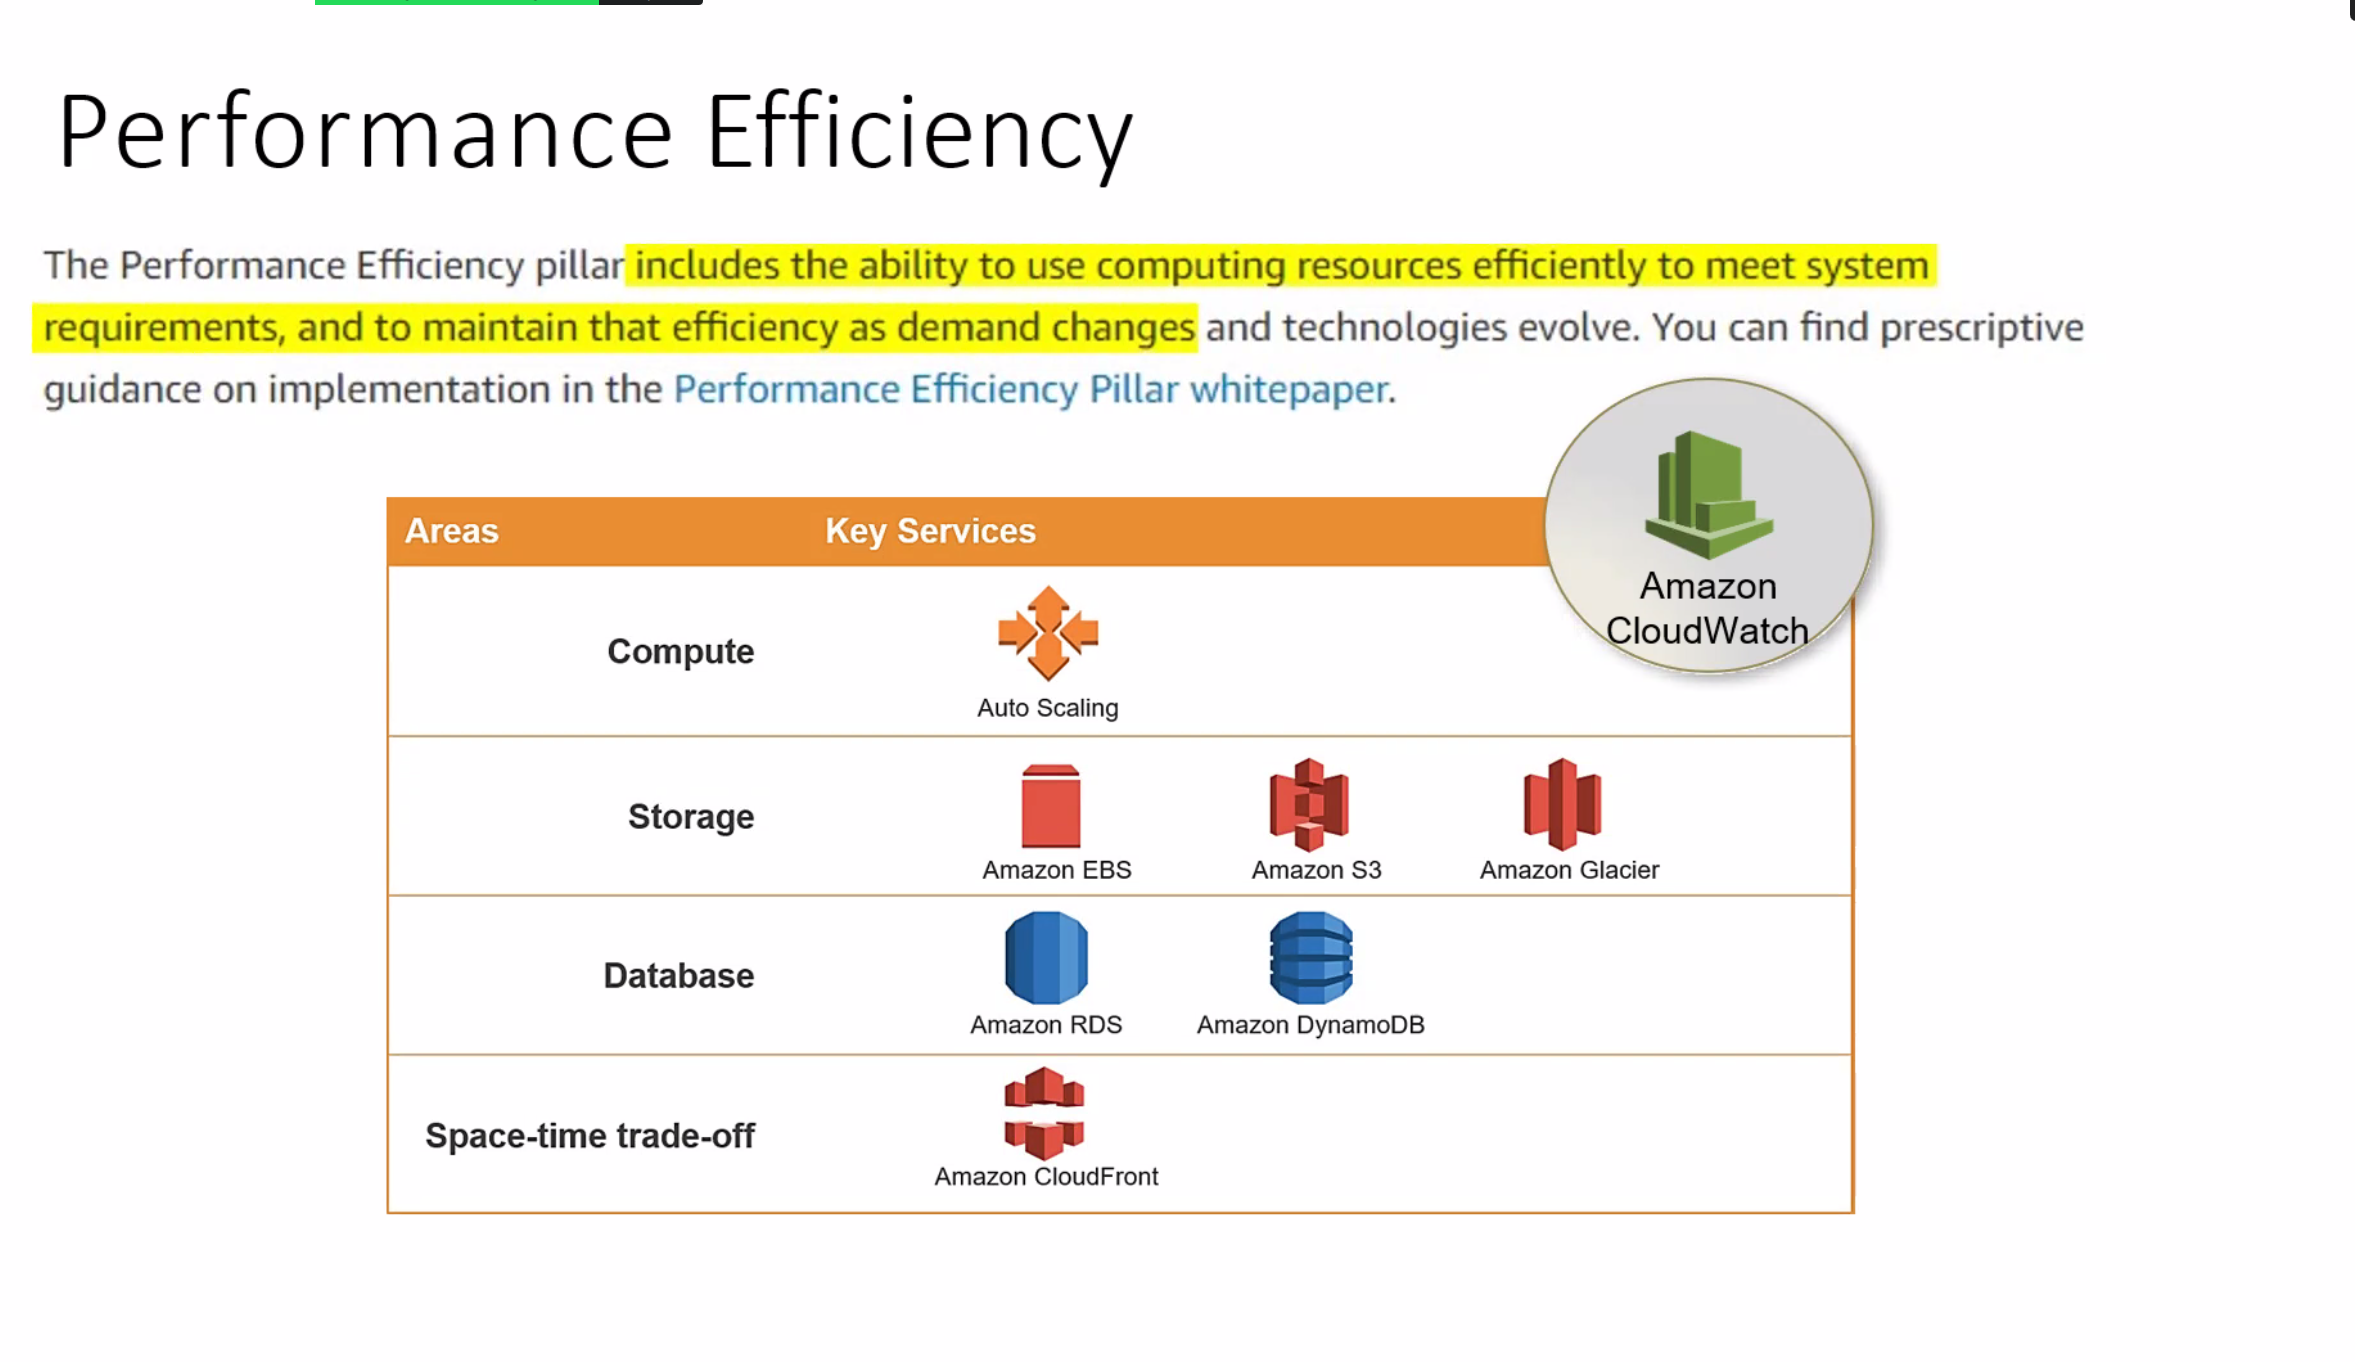 Performance Efficiency
The Performance Efficiency pillar includes the ability to use computing resources efficiently to meet system
requirements, and to maintain that efficiency as demand changes and technologies evolve. You can find prescriptive
guidance on implementation in the Performance Efficiency Pillar whitepaper.
Areas Key Services
Amazon
CloudWatch
Compute
Auto Scaling
Storage
Amazon EBS Amazon S3 Amazon Glacier
Database
Amazon RDS Amazon DynamoDB
Space-time trade-off
Amazon CloudFront